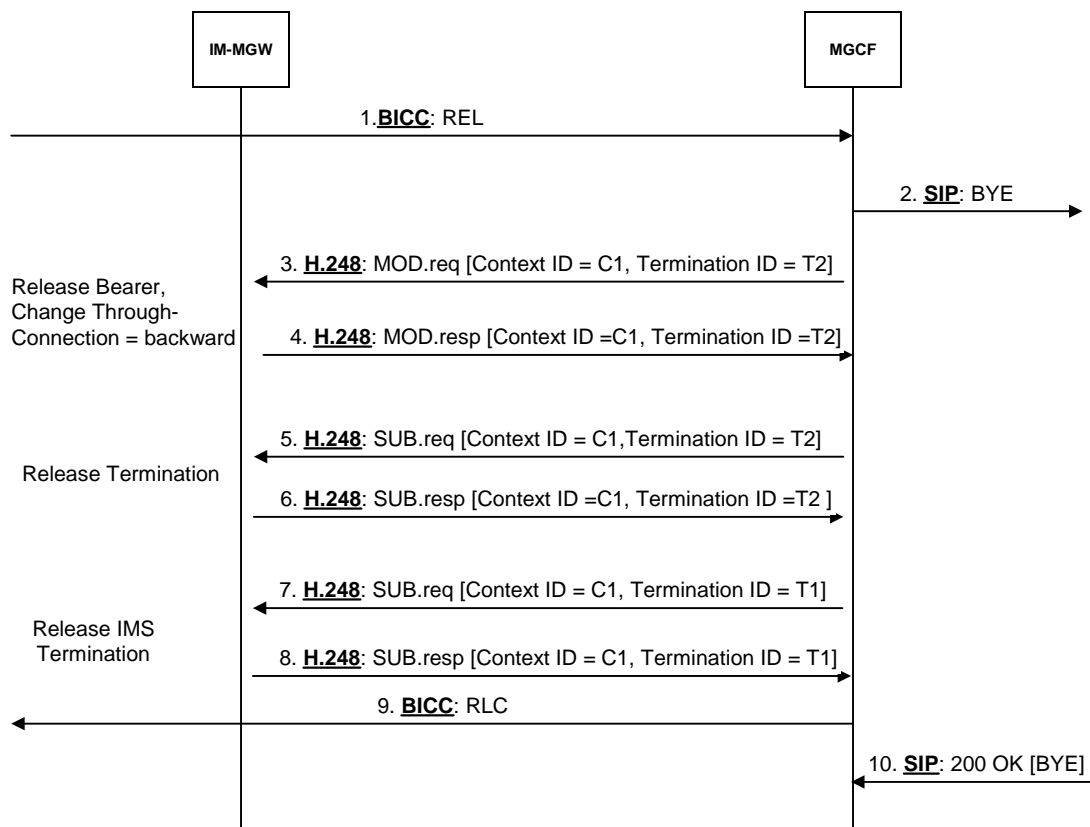 IM-MGW
MGCF
1.BICC: REL
2. SIP: BYE
3. H.248: MOD.req [Context ID = C1, Termination ID = T2]
Release Bearer,
Change Through-
Connection = backward
4. H.248: MOD.resp [Context ID =C1, Termination ID =T2]
5. H.248: SUB.req [Context ID = C1,Termination ID = T2]
Release Termination
6. H.248: SUB.resp [Context ID =C1, Termination ID =T2 ]
7. H.248: SUB.req [Context ID = C1, Termination ID = T1]
Release IMS
Termination
8. H.248: SUB.resp [Context ID = C1, Termination ID = T1]
9. BICC: RLC
10. SIP: 200 OK [BYE]